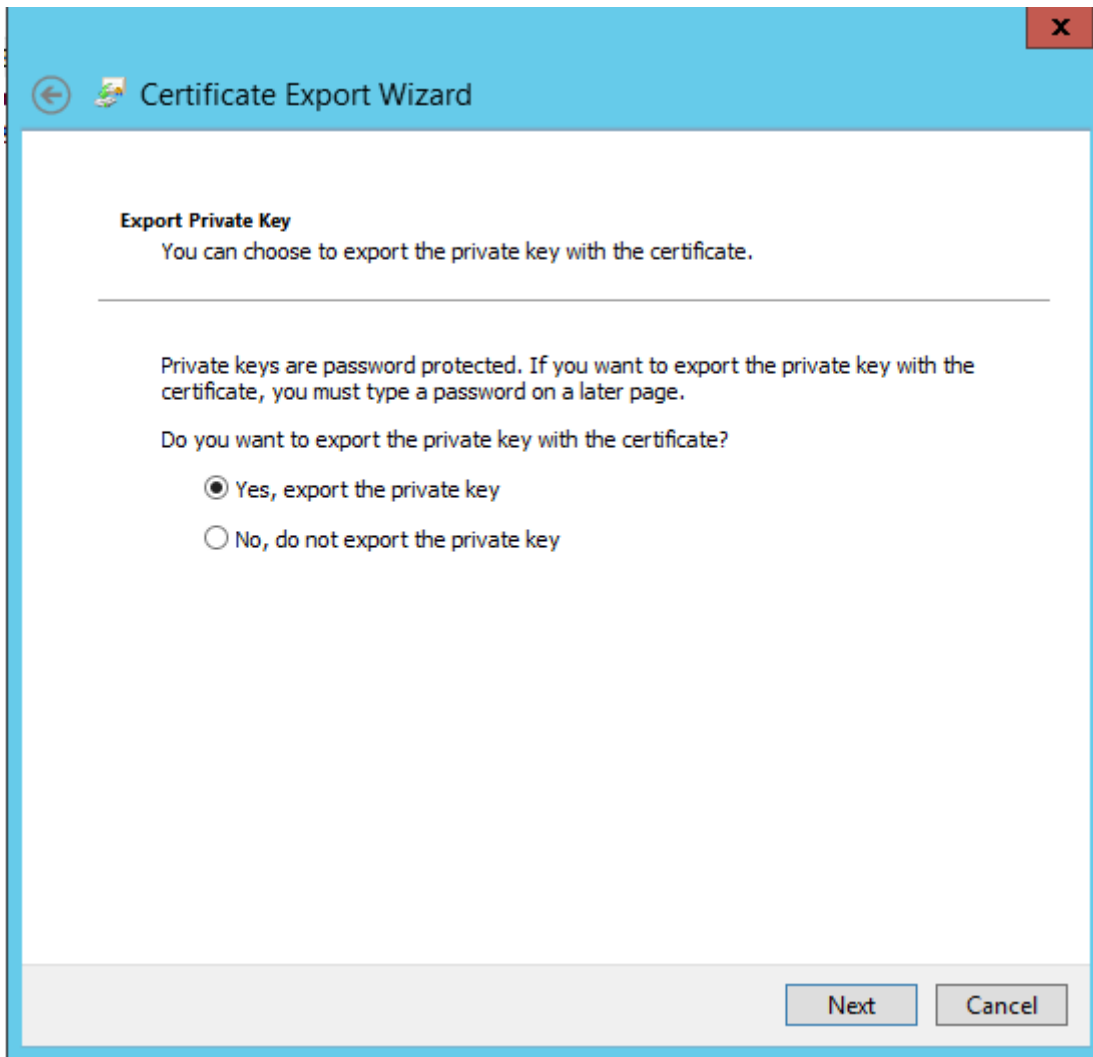 x
Certificate Export Wizard
Export Private Key
You can choose to export the private key with the certificate.
Private keys are password protected. If you want to export the private key with the
certificate, you must type a password on a later page.
Do you want to export the private key with the certificate?
Yes, export the private key
No, do not export the private key
Next Cancel